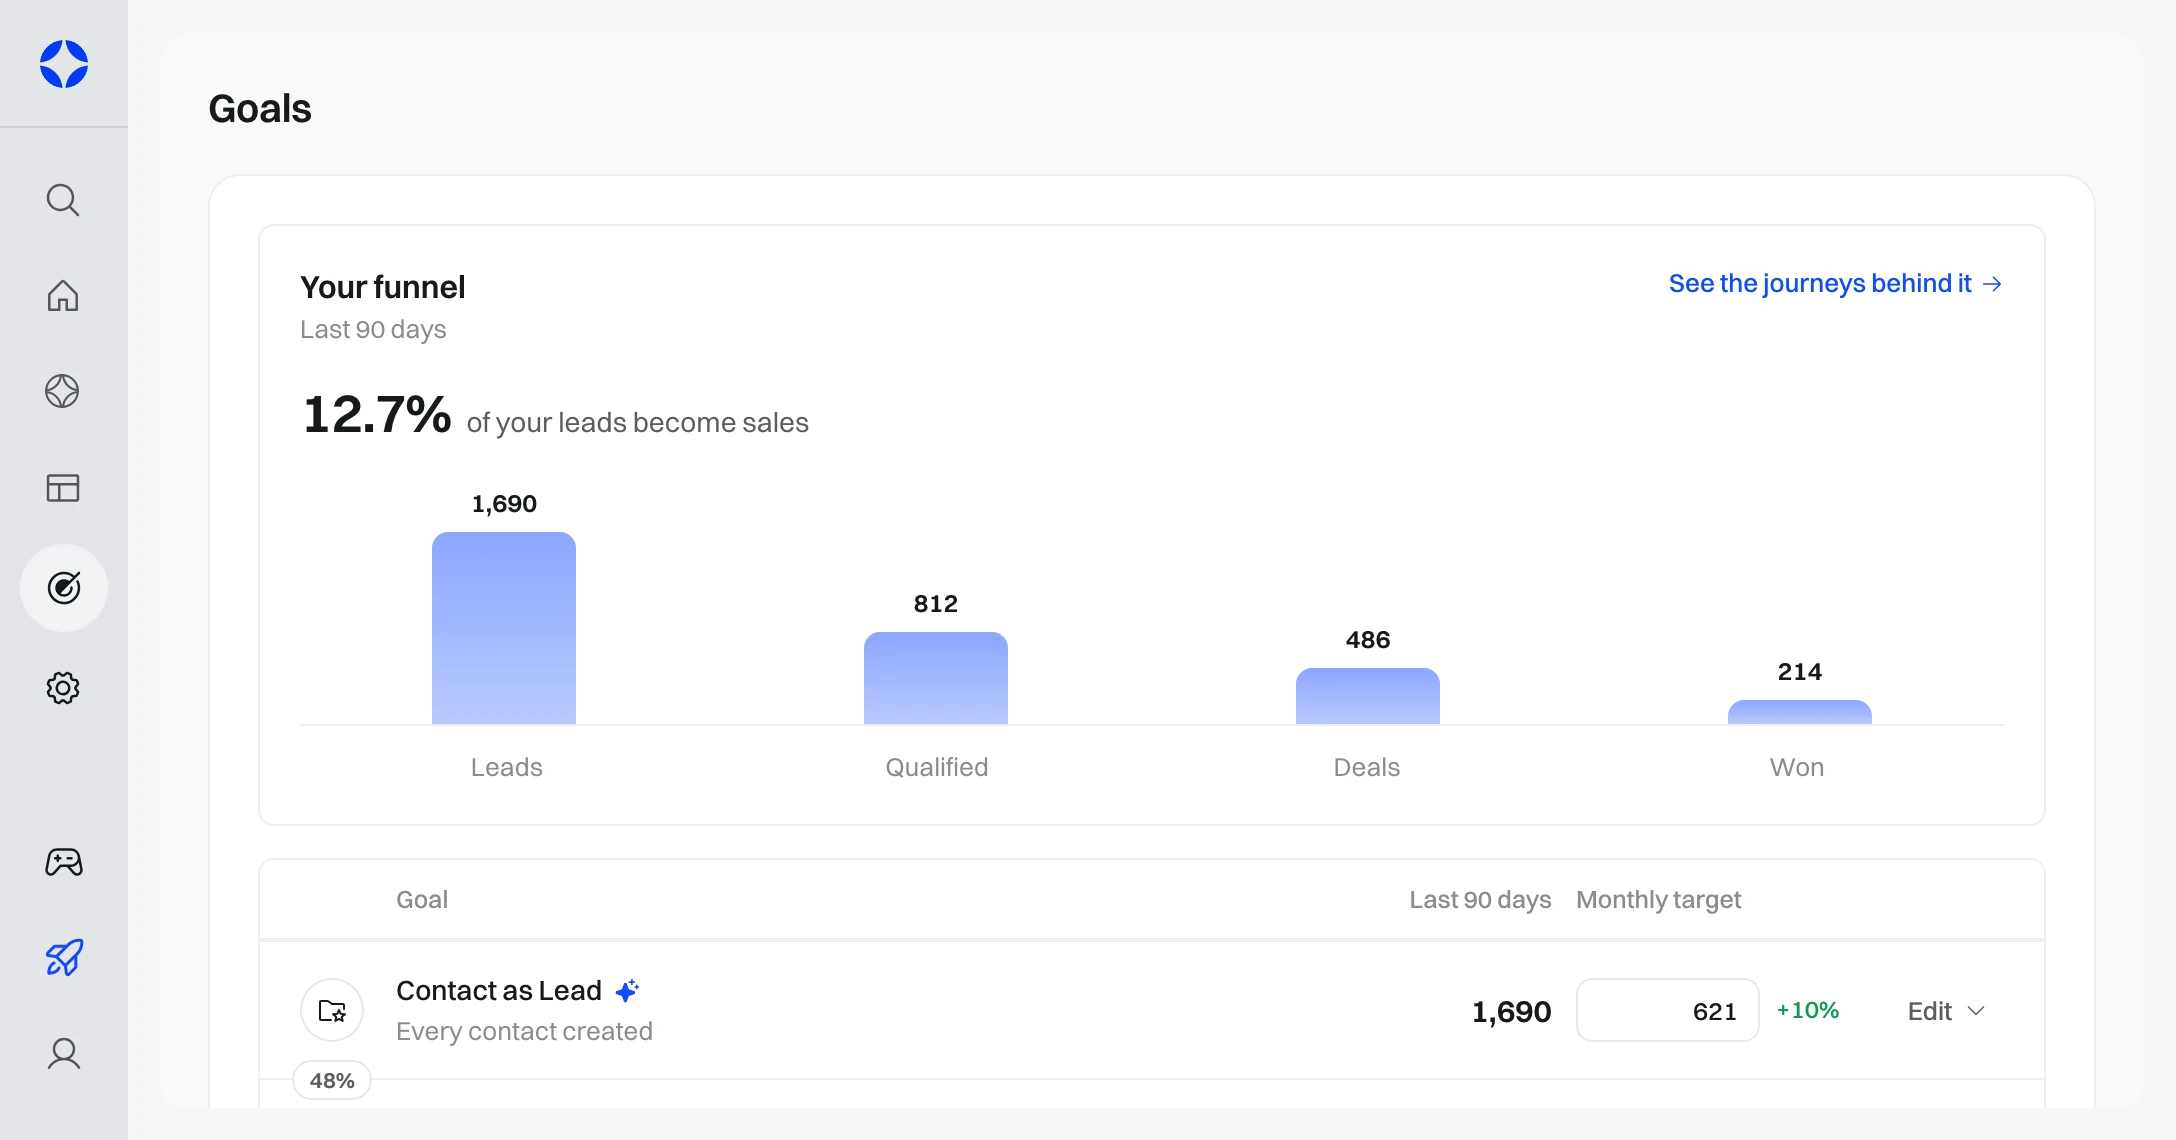 Goals
Your funnel
See the journeys behind it →
Last 90 days
12.7% of your leads become sales
1,690
812
486
214
Leads
Qualified
Deals
Won
Goal
Last 90 days
Monthly target
Contact as Lead
Every contact created
1,690
621
+10%
Edit
48%